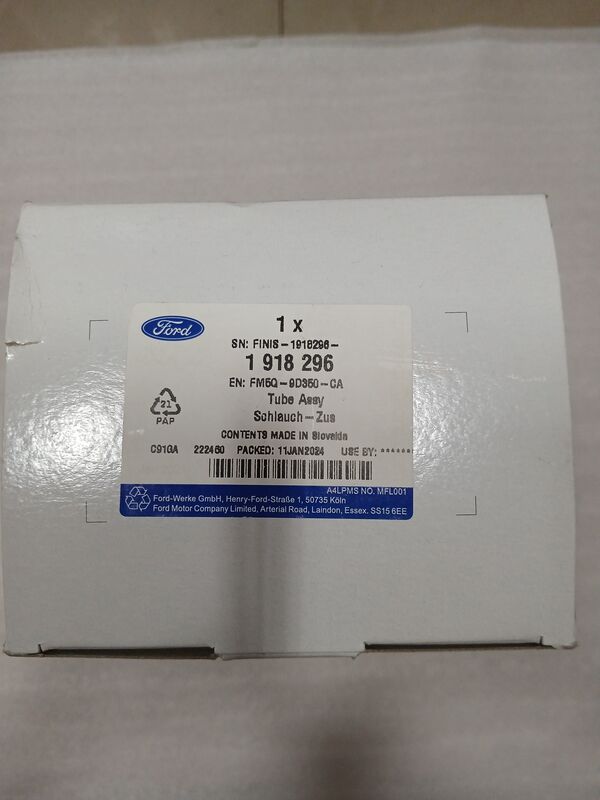 Ford
1 x
SN: FINIS-1918296-
1 918 296
EN: FM5Q-9D350-CA
Tube Assy
Schlauch-Zus
CONTENTS MADE IN Slovakia
C91GA 222460 PACKED: 11JAN2024 USE BY: ******
21
PAP
A4LPMS NO. MFL001
Ford-Werke GmbH, Henry-Ford-Straße 1, 50735 Köln
Ford Motor Company Limited, Arterial Road, Laindon, Essex. SS15 6EE